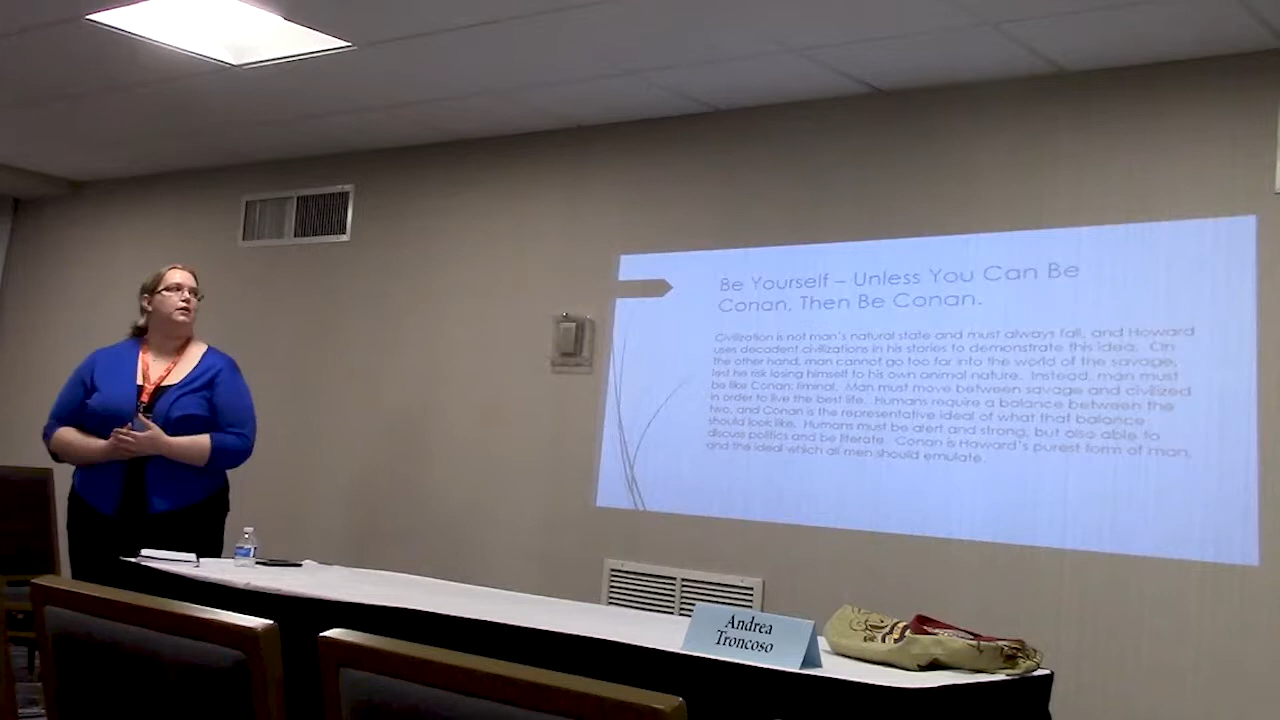 Be Yourself – Unless You Can Be
Conan, Then Be Conan.
Civilization is not man's natural state and must always fall, and Howard
uses decadent civilizations in his stories to demonstrate this idea. On
the other hand, man cannot go too far into the world of the savage,
lest he risk losing himself to his own animal nature. Instead, man must
be like Conan: liminal. Man must move between savage and civilized
in order to live the best life. Humans require a balance between the
two, and Conan is the representative ideal of what that balance
should look like. Humans must be alert and strong, but also able to
discuss politics and be literate. Conan is Howard's purest form of man,
and the ideal which all men should emulate.
Andrea
Troncoso